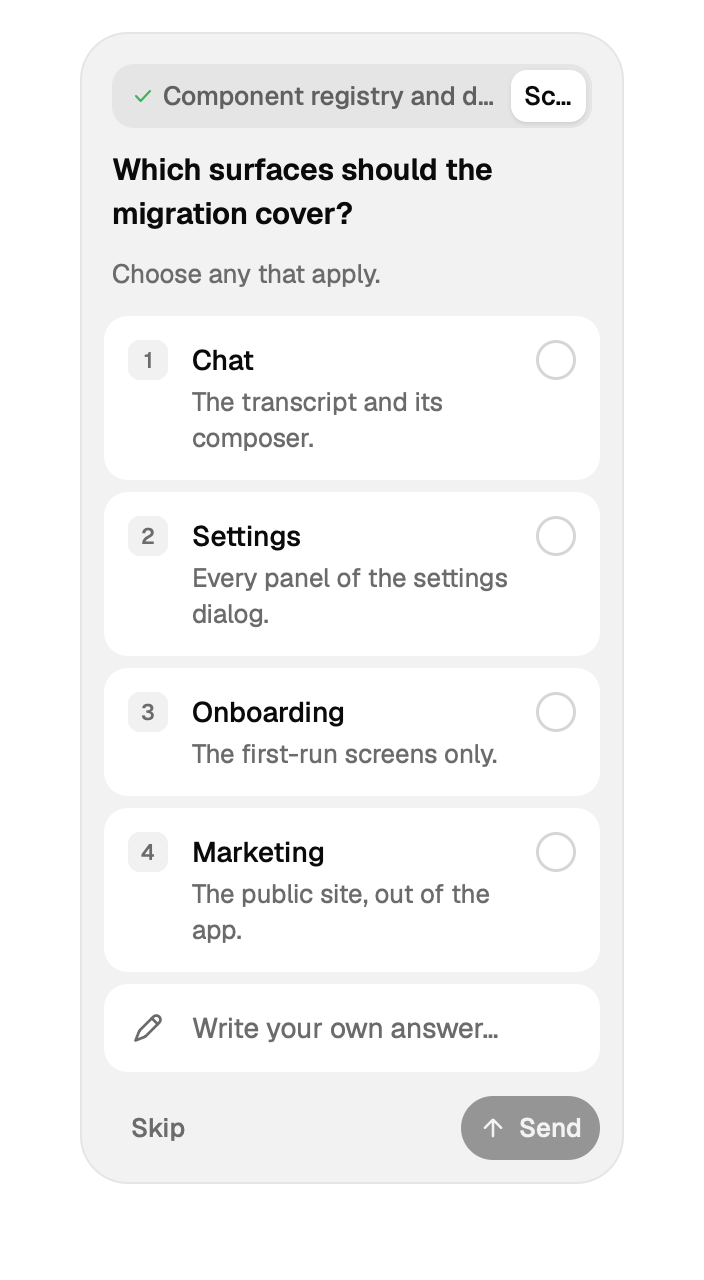 Component registry and d…
Sc…
Which surfaces should the
migration cover?
Choose any that apply.
1
Chat
The transcript and its
composer.
2
Settings
Every panel of the settings
dialog.
3
Onboarding
The first-run screens only.
4
Marketing
The public site, out of the
app.
Write your own answer…
Skip
Send